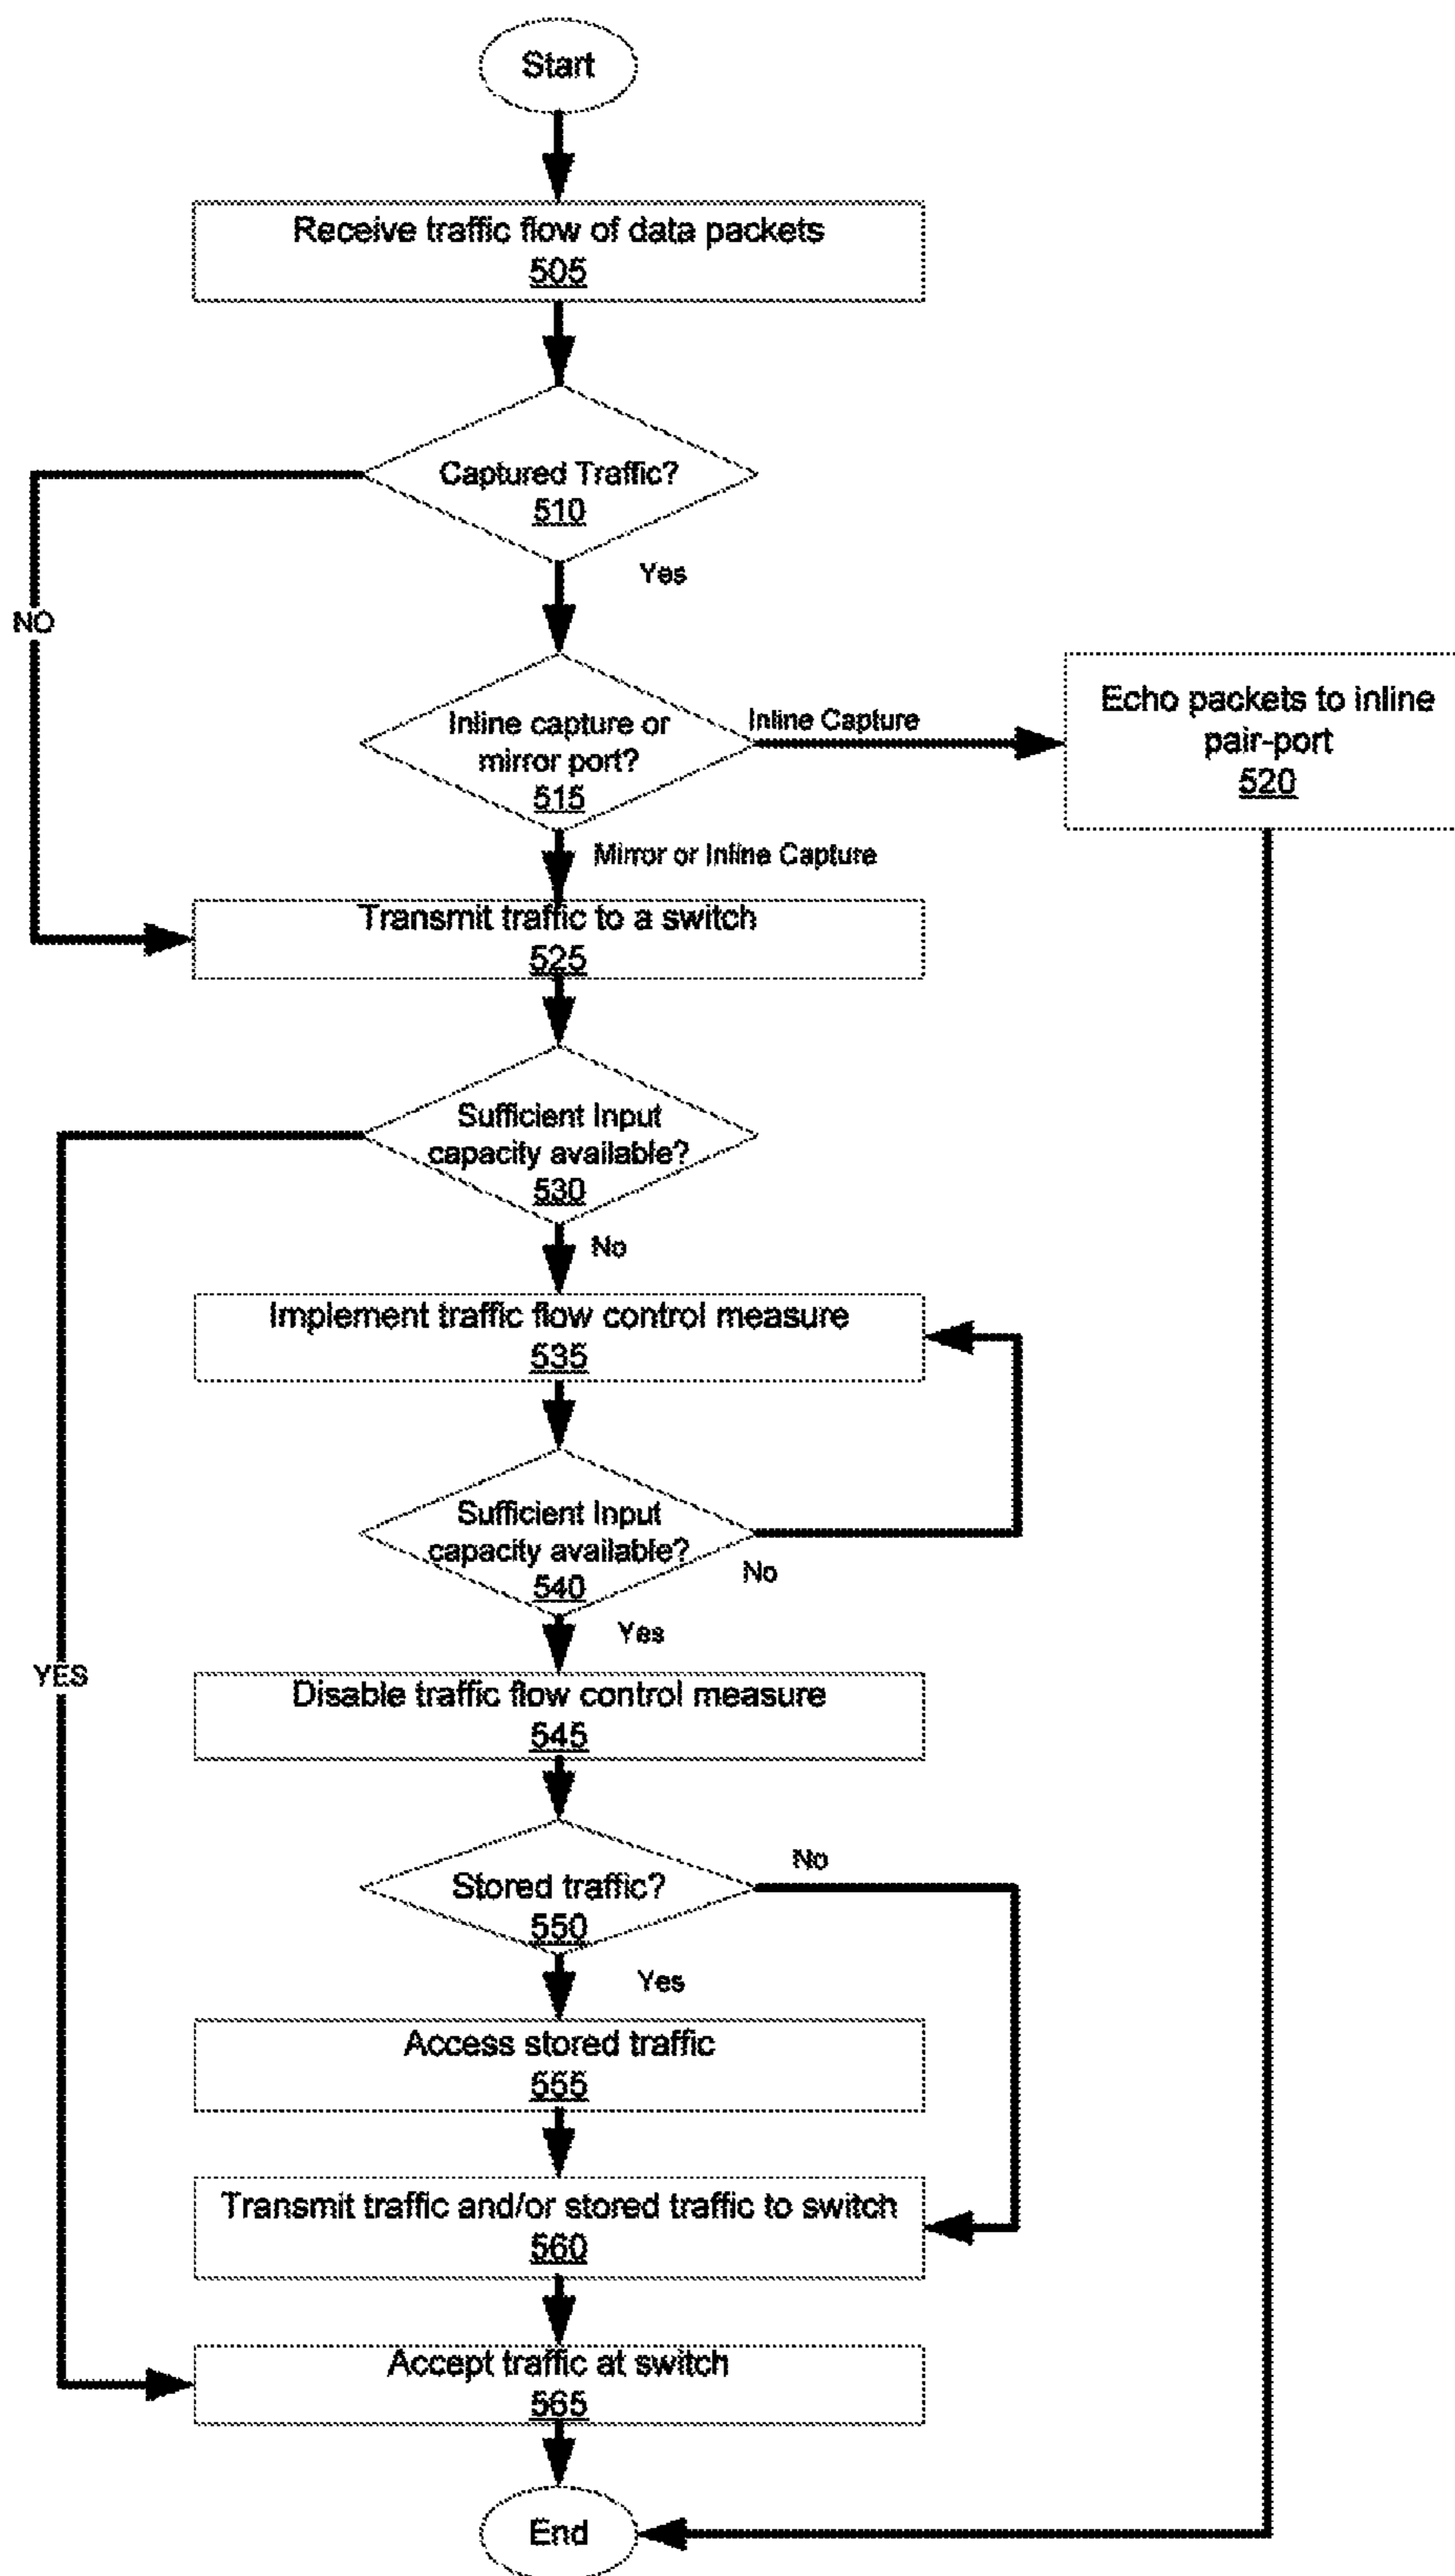 Start
Receive traffic flow of data packets
505
Captured Traffic?
510
Yes
NO
Inline capture or
mirror port?
515
Inline Capture
Echo packets to inline
pair-port
520
Mirror or Inline Capture
Transmit traffic to a switch
525
Sufficient Input
capacity available?
530
No
Implement traffic flow control measure
535
Sufficient Input
capacity available?
540
No
Yes
YES
Disable traffic flow control measure
545
Stored traffic?
550
No
Yes
Access stored traffic
555
Transmit traffic and/or stored traffic to switch
560
Accept traffic at switch
565
End